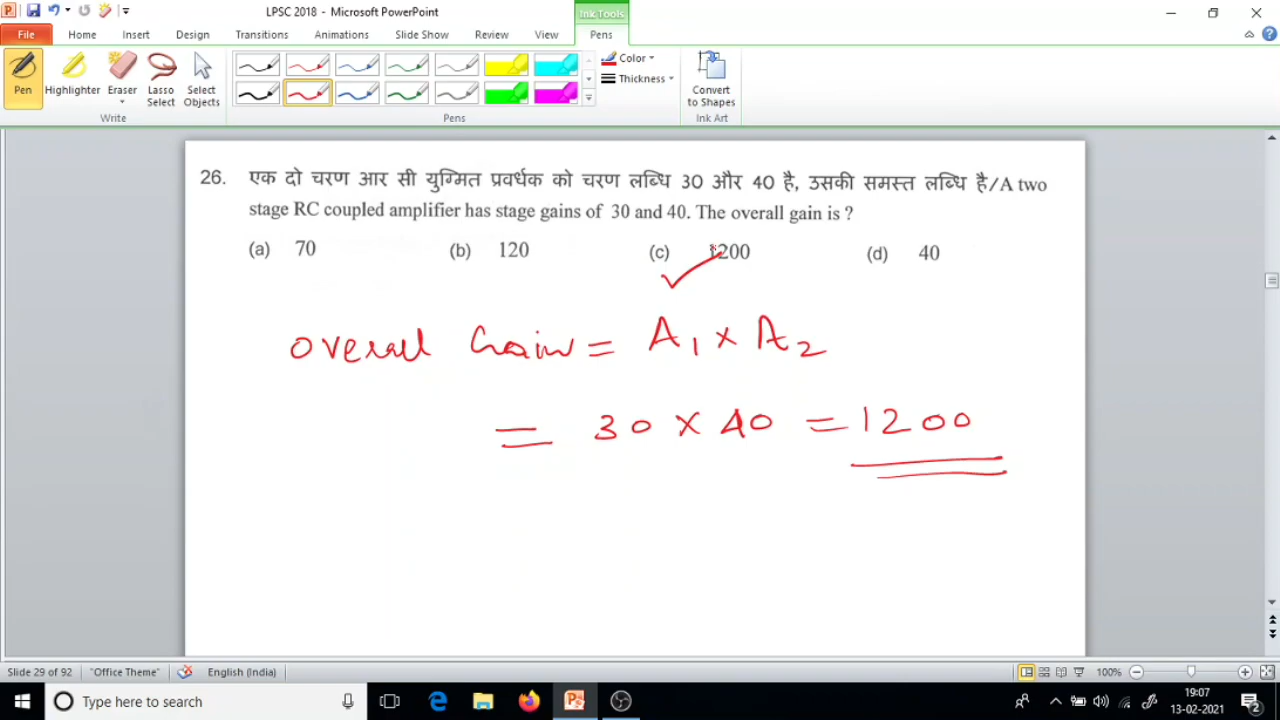 LPSC 2018 - Microsoft PowerPoint
Ink Tools
File Home Insert Design Transitions Animations Slide Show Review View Pens
Pen Highlighter Eraser Lasso Select Select Objects
Color Thickness
Convert to Shapes
Write Pens Ink Art
26. एक दो चरण आर सी युग्मित प्रवर्धक को चरण लब्धि 30 और 40 है, उसकी समस्त लब्धि है/A two
stage RC coupled amplifier has stage gains of 30 and 40. The overall gain is ?
(a) 70 (b) 120 (c) 1200 (d) 40
Overall Gain = A1 × A2
= 30 × 40 = 1200
Slide 29 of 92 "Office Theme" English (India) 100%
Type here to search
19:07
13-02-2021
2